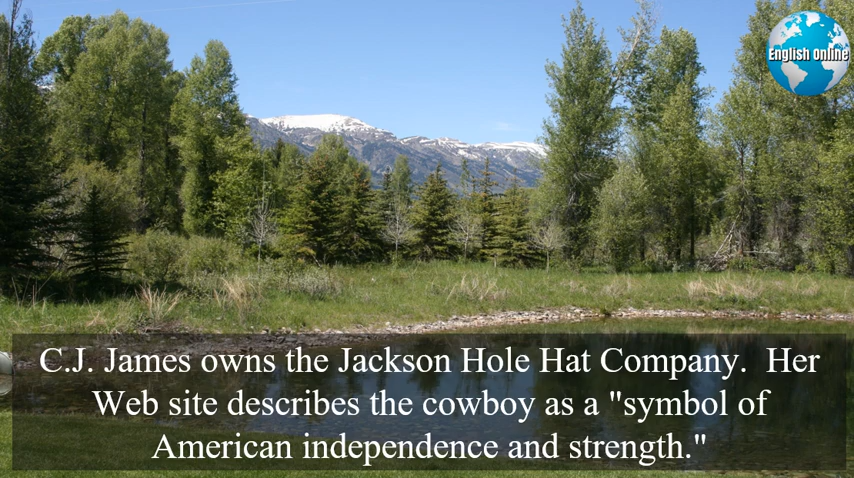 English Online
C.J. James owns the Jackson Hole Hat Company.  Her
Web site describes the cowboy as a "symbol of
American independence and strength."